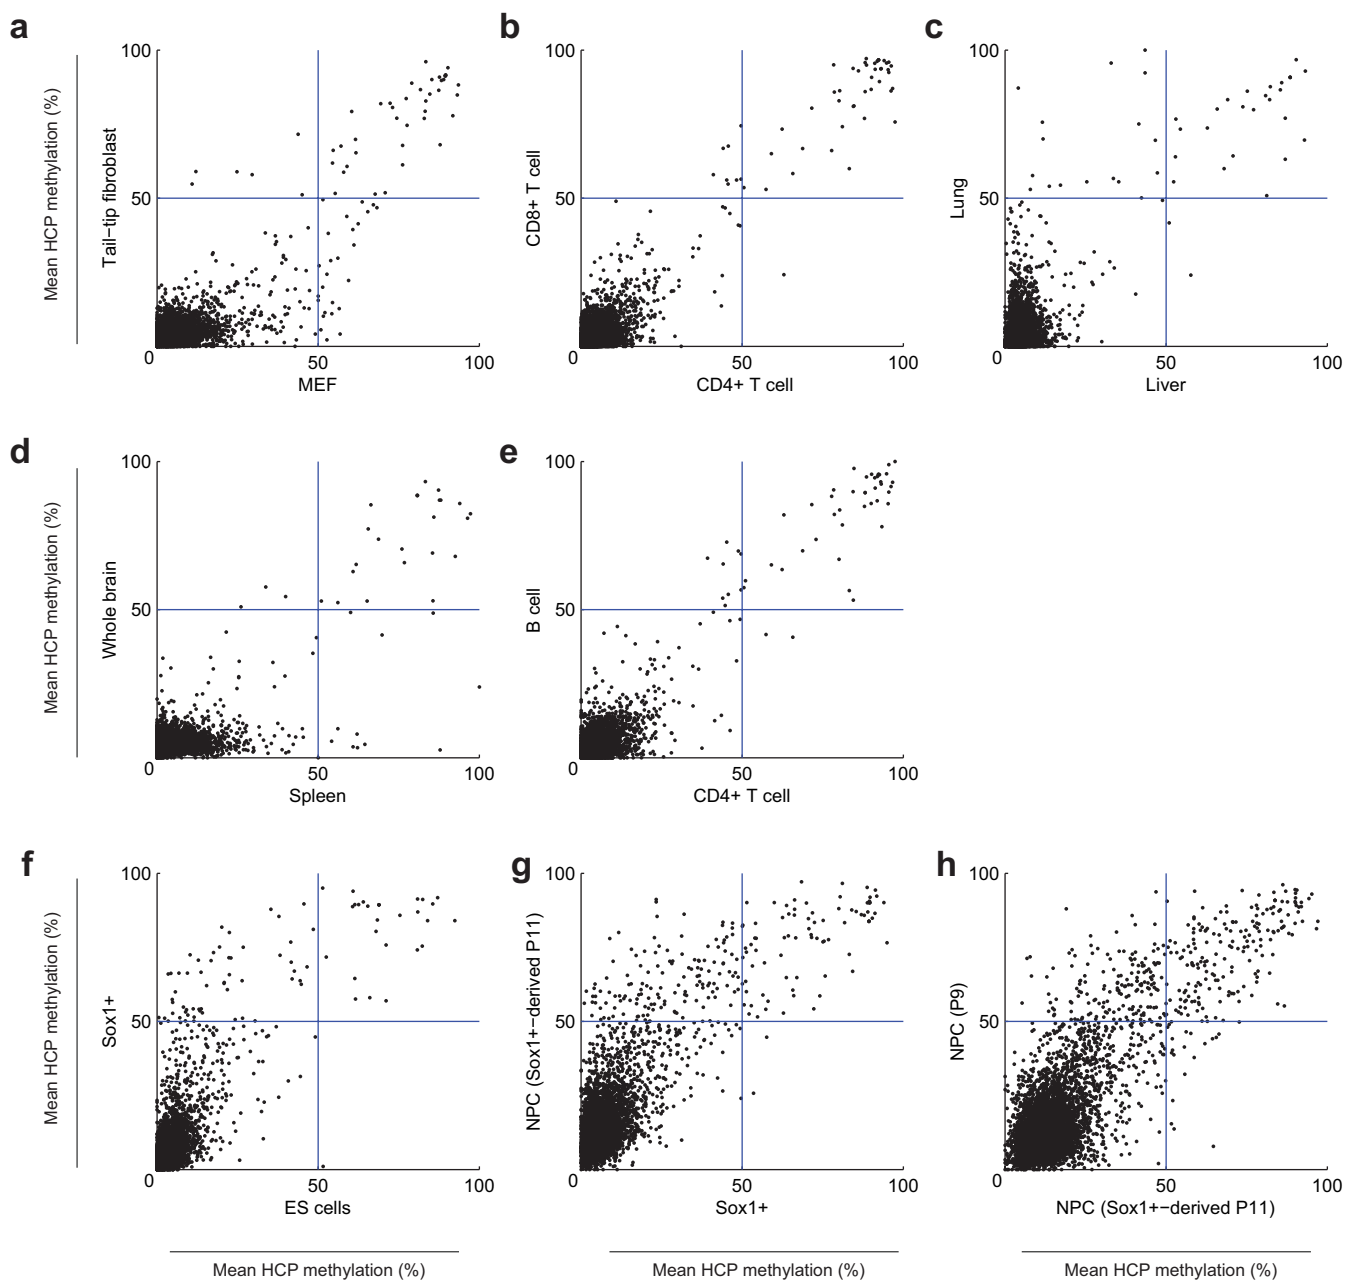 a
b
c
Mean HCP methylation (%)
Tail−tip fibroblast
100
50
0
50
100
MEF
CD8+ T cell
100
50
0
50
100
CD4+ T cell
Lung
100
50
0
50
100
Liver
d
e
Mean HCP methylation (%)
Whole brain
100
50
0
50
100
Spleen
B cell
100
50
0
50
100
CD4+ T cell
f
g
h
Mean HCP methylation (%)
Sox1+
100
50
0
50
100
ES cells
NPC (Sox1+−derived P11)
100
50
0
50
100
Sox1+
NPC (P9)
100
50
0
50
100
NPC (Sox1+−derived P11)
Mean HCP methylation (%)
Mean HCP methylation (%)
Mean HCP methylation (%)